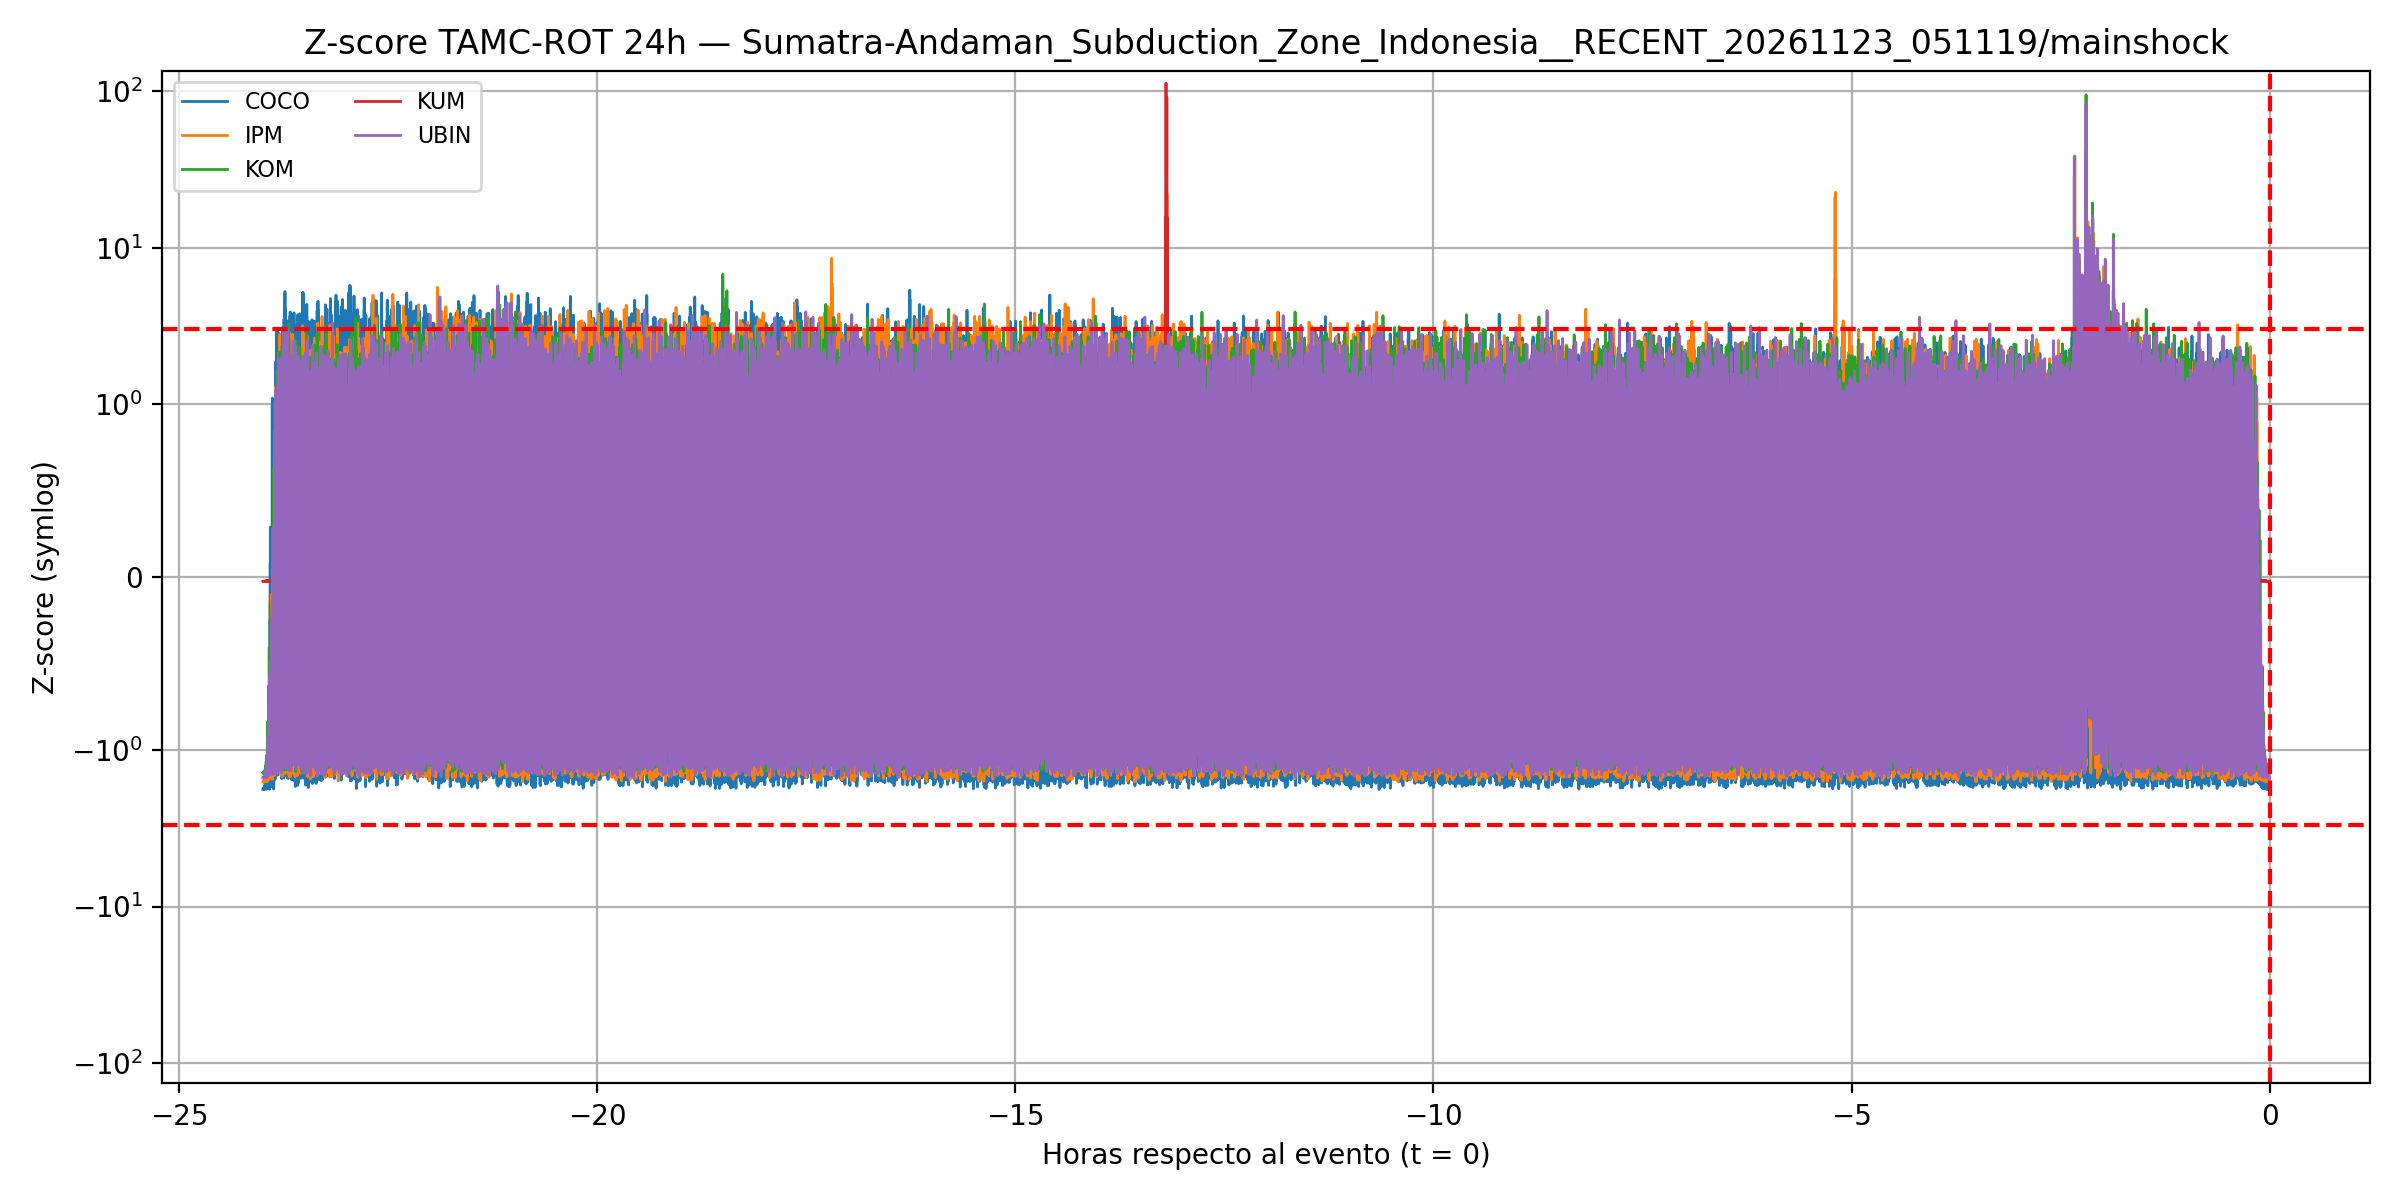 Z-score TAMC-ROT 24h — Sumatra-Andaman_Subduction_Zone_Indonesia__RECENT_20261123_051119/mainshock
COCO
IPM
KOM
KUM
UBIN
Z-score (symlog)
10²
10¹
10⁰
0
−10⁰
−10¹
−10²
−25
−20
−15
−10
−5
0
Horas respecto al evento (t = 0)